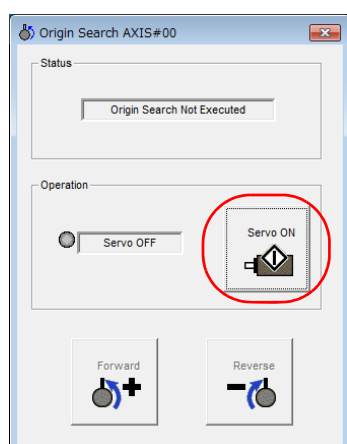 Origin Search AXIS#00
Status
Origin Search Not Executed
Operation
Servo OFF
Servo ON
Forward
Reverse